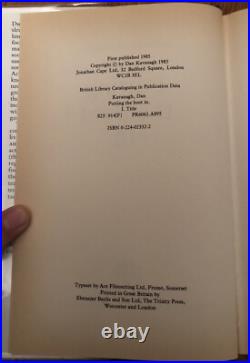 First published 1985
Copyright © by Dan Kavanagh 1985
Jonathan Cape Ltd, 32 Bedford Square, London
WC1B 3EL
British Library Cataloguing in Publication Data
Kavanagh, Dan
Putting the boot in.
I. Title
823'.914[F] PR6061.A895
ISBN 0-224-02332-2
Typeset by Ace Filmsetting Ltd, Frome, Somerset
Printed in Great Britain by
Ebenezer Baylis and Son Ltd, The Trinity Press,
Worcester and London